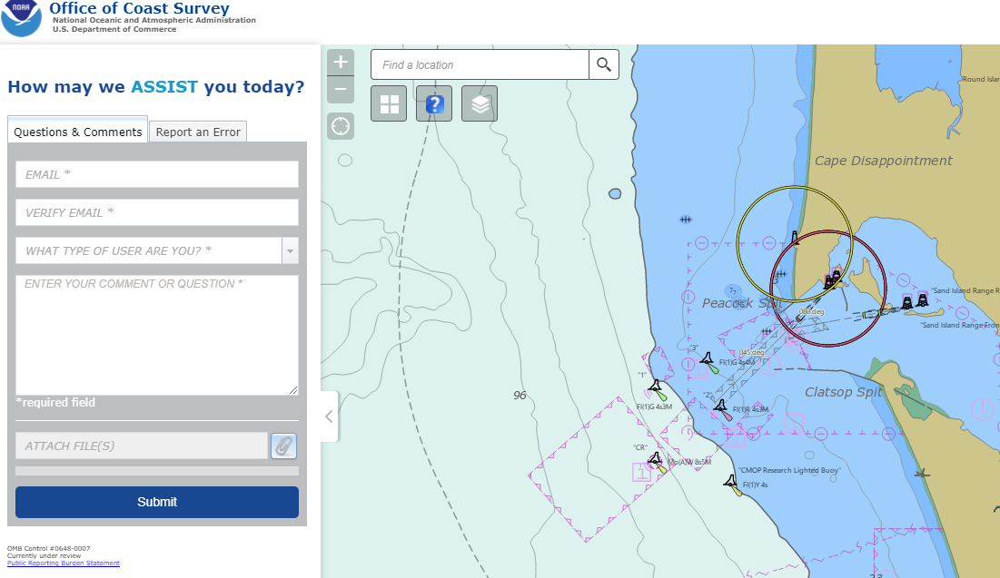 NOAA
Office of Coast Survey
National Oceanic and Atmospheric Administration
U.S. Department of Commerce
How may we ASSIST you today?
Questions & Comments
Report an Error
EMAIL *
VERIFY EMAIL *
WHAT TYPE OF USER ARE YOU? *
ENTER YOUR COMMENT OR QUESTION *
*required field
ATTACH FILE(S)
Submit
OMB Control #0648-0007
Currently under review
Public Reporting Burden Statement
+
−
Find a location
?
Round Islan
Cape Disappointment
7₇
Peacock Spit
080 deg
"Sand Island Range R
"Sand Island Range Fron
045 deg
"3"
Fl(1)G 4s4M
"1"
Fl(1)G 4s3M
"2"
Fl(1)R 4s3M
Clatsop Spit
96
"CR"
Mo(A)W 8s5M
"CMOP Research Lighted Buoy"
Fl(1)Y 4s
23